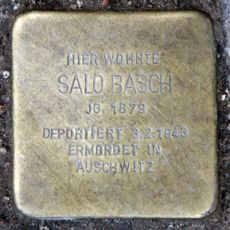 HIER WOHNTE
SALO BASCH
JG. 1879
DEPORTIERT 3.2.1943
ERMORDET IN
AUSCHWITZ